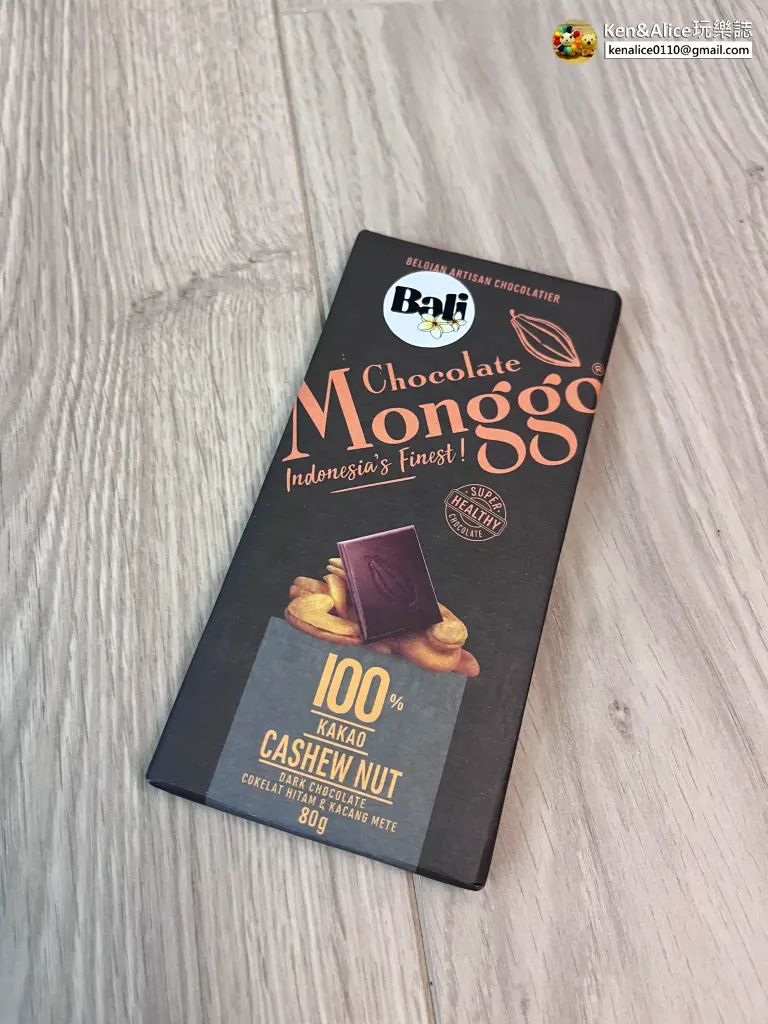 Ken&Alice玩樂誌
kenalice0110@gmail.com
BELGIAN ARTISAN CHOCOLATIER
Bali
Chocolate
Monggo®
Indonesia's Finest!
SUPER
HEALTHY
CHOCOLATE
100%
KAKAO
CASHEW NUT
DARK CHOCOLATE
COKELAT HITAM & KACANG METE
80g